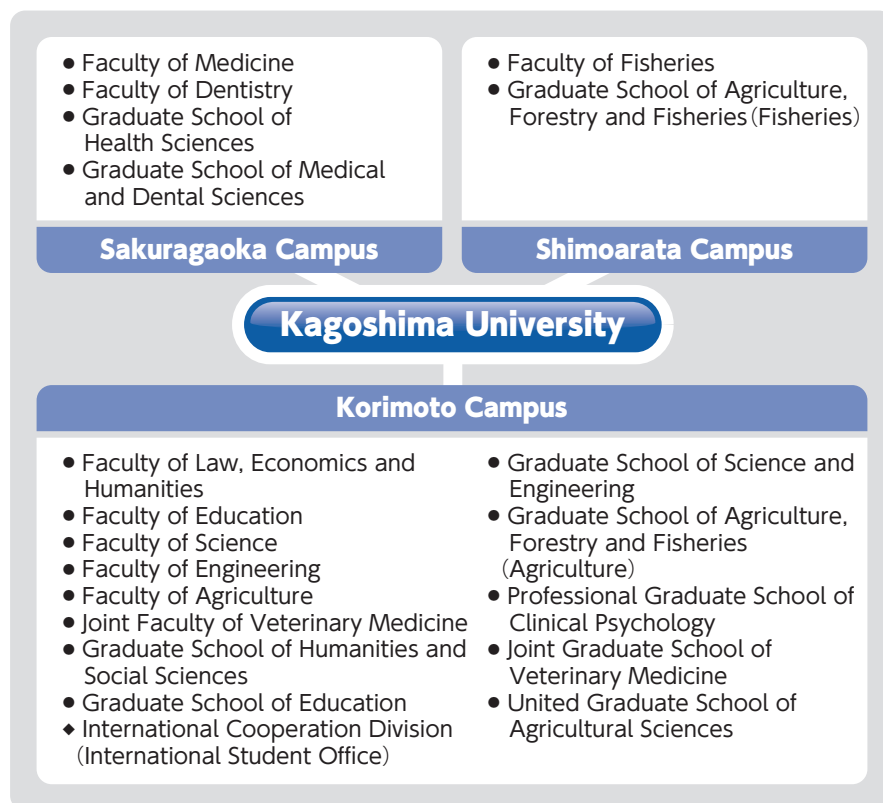 ● Faculty of Medicine
● Faculty of Dentistry
● Graduate School of
Health Sciences
● Graduate School of Medical
and Dental Sciences
Sakuragaoka Campus
● Faculty of Fisheries
● Graduate School of Agriculture,
Forestry and Fisheries(Fisheries)
Shimoarata Campus
Kagoshima University
Korimoto Campus
● Faculty of Law, Economics and
Humanities
● Faculty of Education
● Faculty of Science
● Faculty of Engineering
● Faculty of Agriculture
● Joint Faculty of Veterinary Medicine
● Graduate School of Humanities and
Social Sciences
● Graduate School of Education
◆ International Cooperation Division
(International Student Office)
● Graduate School of Science and
Engineering
● Graduate School of Agriculture,
Forestry and Fisheries
(Agriculture)
● Professional Graduate School of
Clinical Psychology
● Joint Graduate School of
Veterinary Medicine
● United Graduate School of
Agricultural Sciences